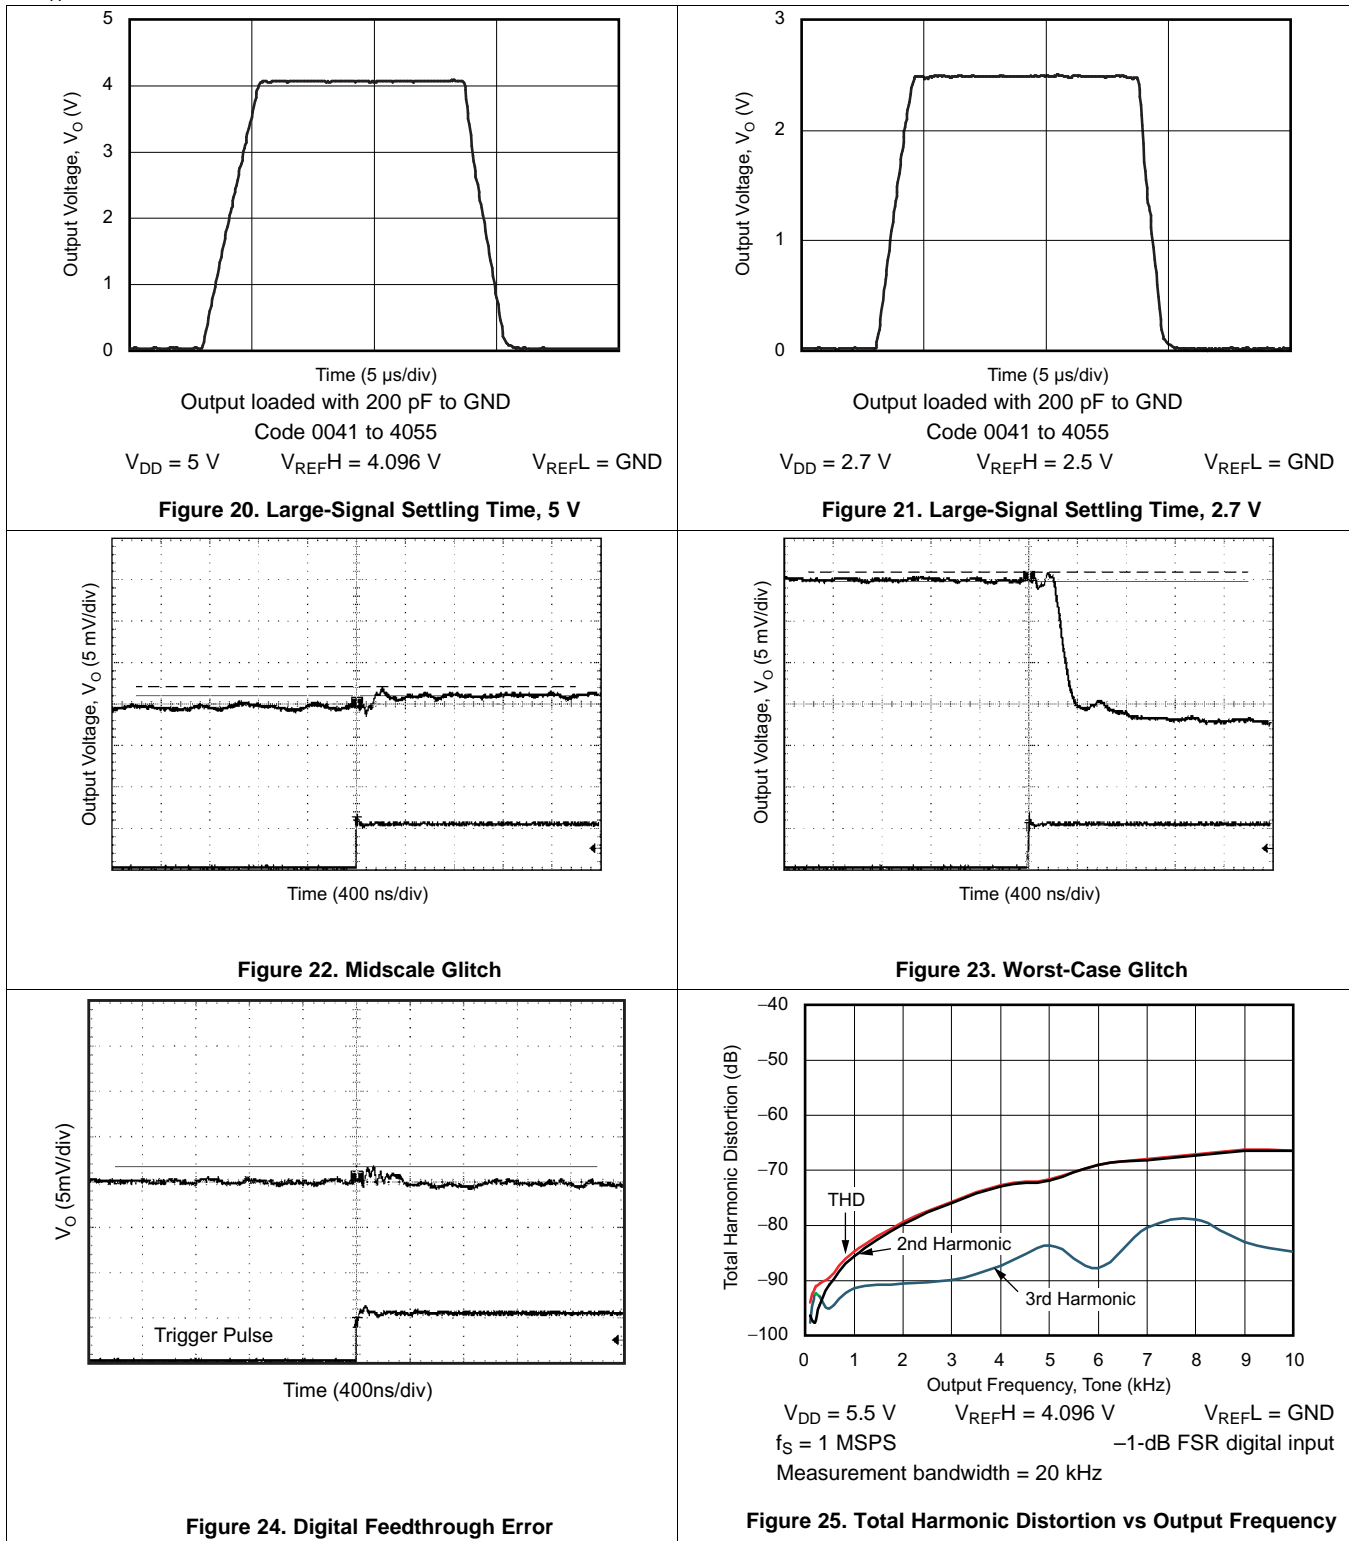 5
4
3
2
1
0
Output Voltage, VO (V)
Time (5 µs/div)
Output loaded with 200 pF to GND
Code 0041 to 4055
VDD = 5 V VREFH = 4.096 V VREFL = GND
Figure 20. Large-Signal Settling Time, 5 V
3
2
1
0
Output Voltage, VO (V)
Time (5 µs/div)
Output loaded with 200 pF to GND
Code 0041 to 4055
VDD = 2.7 V VREFH = 2.5 V VREFL = GND
Figure 21. Large-Signal Settling Time, 2.7 V
Output Voltage, VO (5 mV/div)
Time (400 ns/div)
Figure 22. Midscale Glitch
Output Voltage, VO (5 mV/div)
Time (400 ns/div)
Figure 23. Worst-Case Glitch
VO (5mV/div)
Trigger Pulse
Time (400ns/div)
Figure 24. Digital Feedthrough Error
−40
−50
−60
−70
−80
−90
−100
Total Harmonic Distortion (dB)
THD
2nd Harmonic
3rd Harmonic
0 1 2 3 4 5 6 7 8 9 10
Output Frequency, Tone (kHz)
VDD = 5.5 V VREFH = 4.096 V VREFL = GND
fS = 1 MSPS −1-dB FSR digital input
Measurement bandwidth = 20 kHz
Figure 25. Total Harmonic Distortion vs Output Frequency